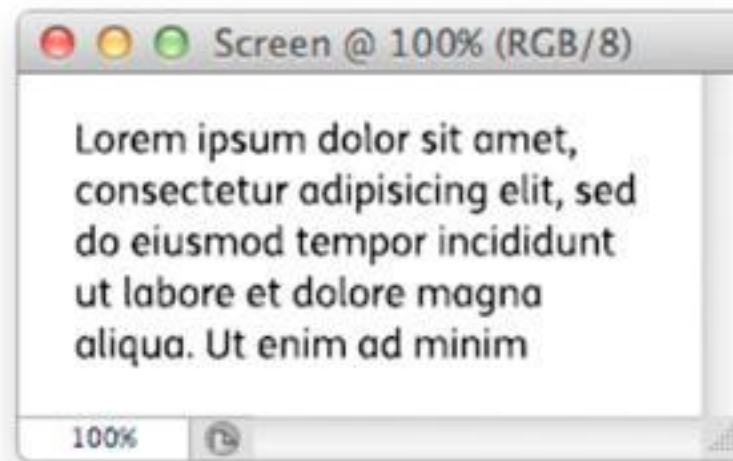 Screen @ 100% (RGB/8)
Lorem ipsum dolor sit amet,
consectetur adipisicing elit, sed
do eiusmod tempor incididunt
ut labore et dolore magna
aliqua. Ut enim ad minim
100%